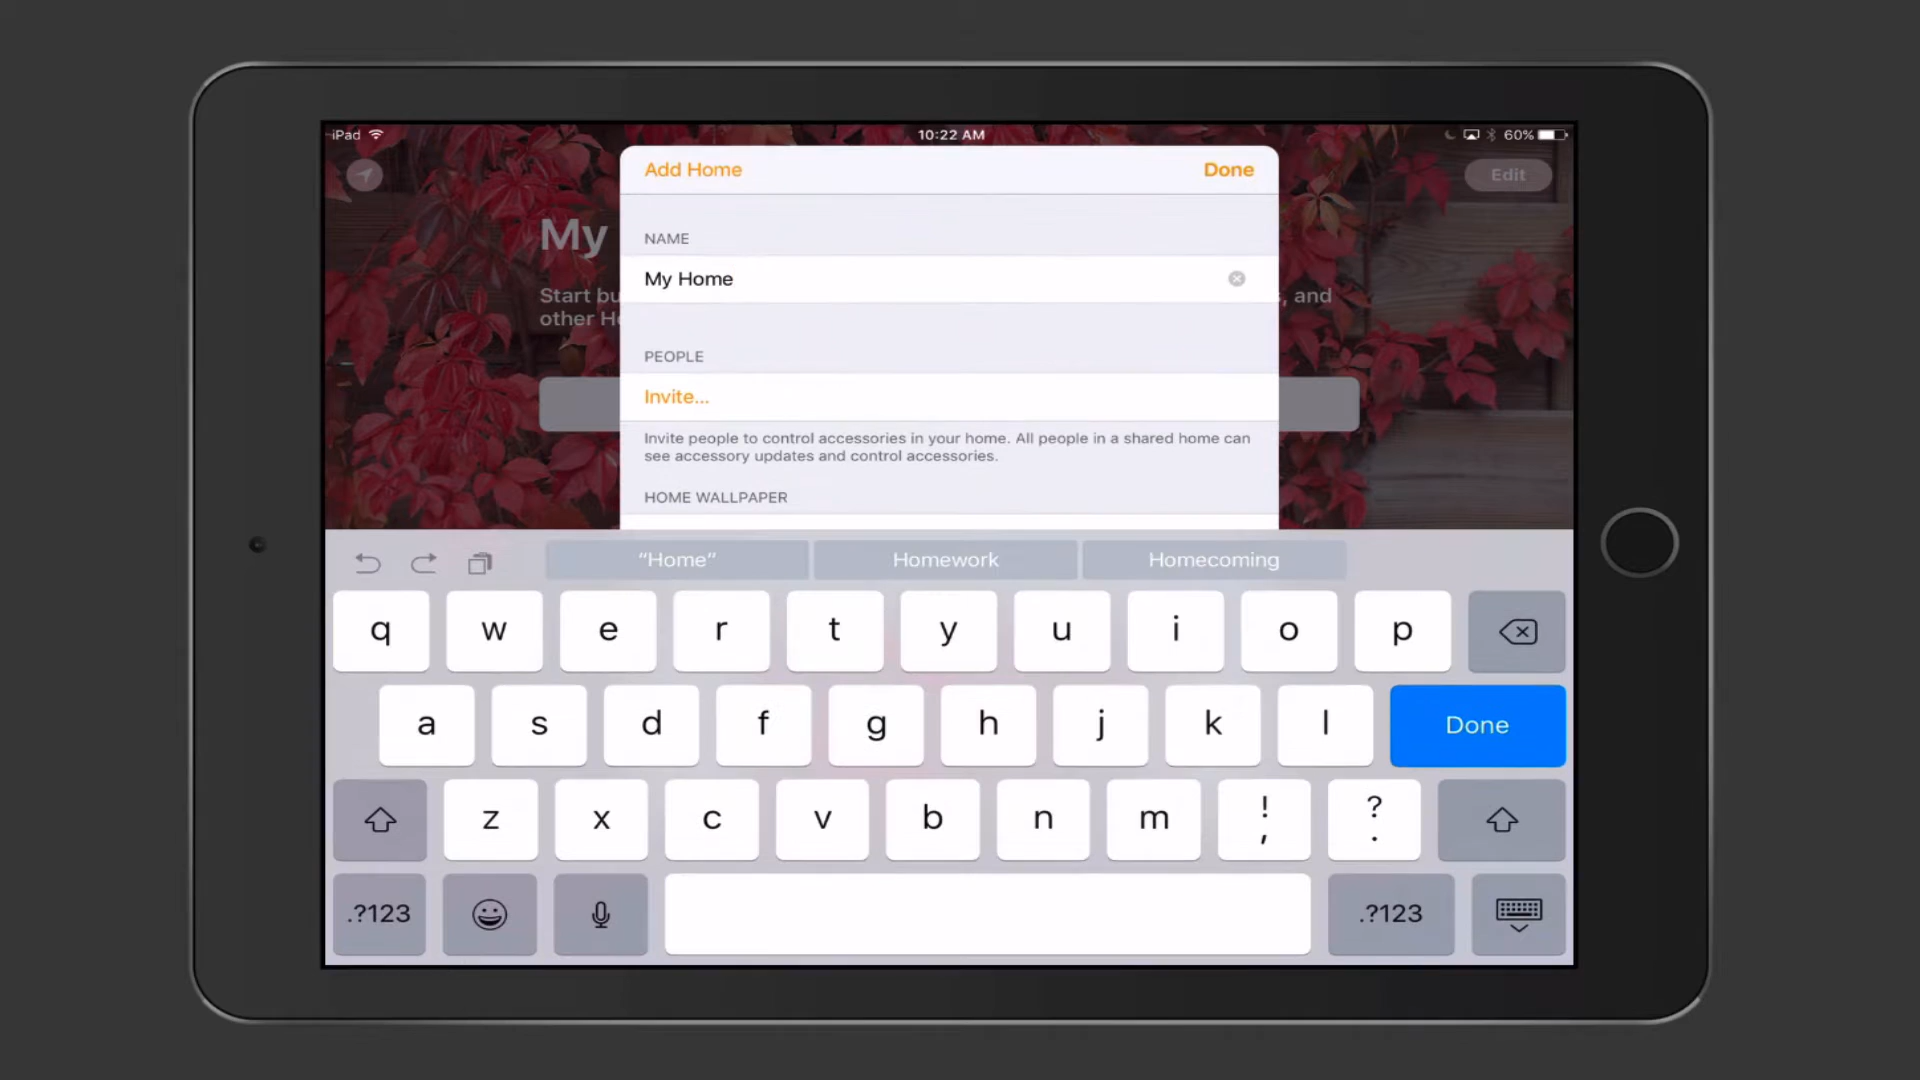 iPad 10:22 AM 60%
Add Home Done
Edit
My
NAME
My Home
Start bu , and
other H
PEOPLE
Invite...
Invite people to control accessories in your home. All people in a shared home can
see accessory updates and control accessories.
HOME WALLPAPER
“Home” Homework Homecoming
q w e r t y u i o p
a s d f g h j k l Done
z x c v b n m ! , ? .
.?123 .?123